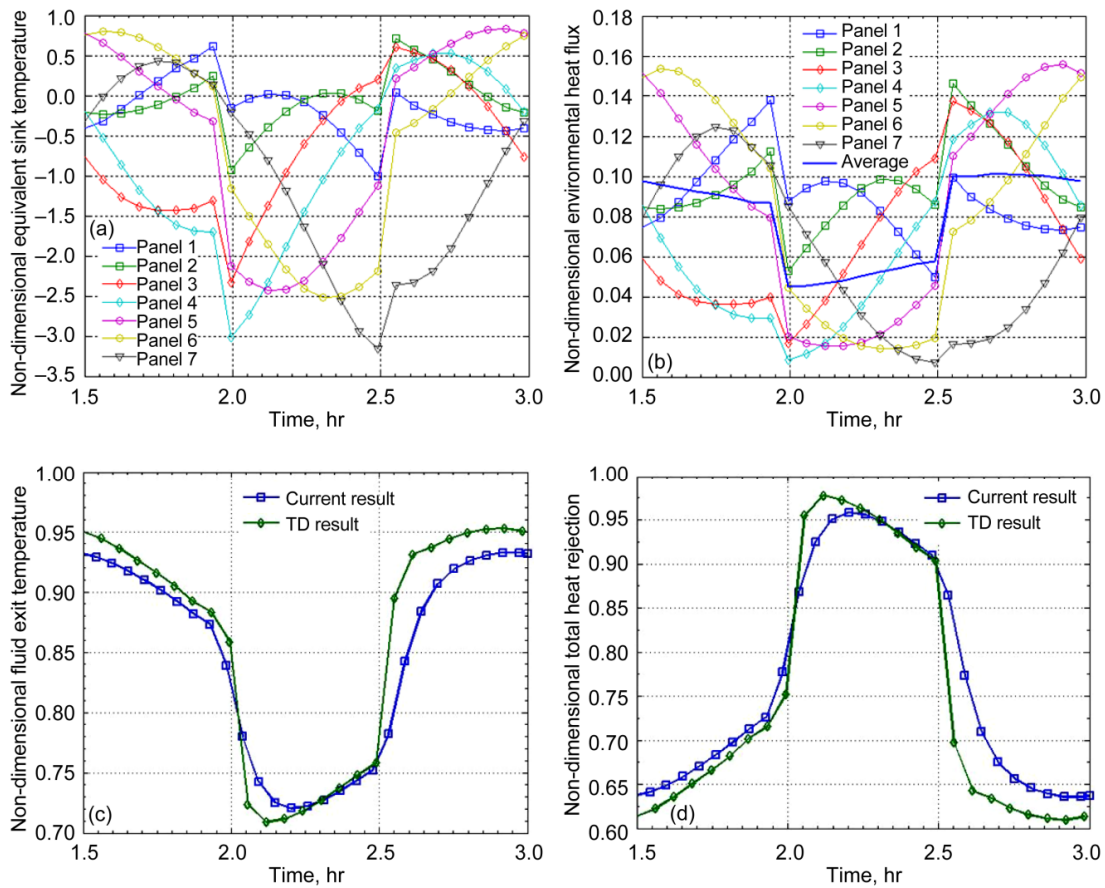 Non-dimensional equivalent sink temperature
1.0
0.5
0.0
–0.5
–1.0
–1.5
–2.0
–2.5
–3.0
–3.5
(a)
Panel 1
Panel 2
Panel 3
Panel 4
Panel 5
Panel 6
Panel 7
1.5
2.0
2.5
3.0
Time, hr
Non-dimensional environmental heat flux
0.18
0.16
0.14
0.12
0.10
0.08
0.06
0.04
0.02
0.00
Panel 1
Panel 2
Panel 3
Panel 4
Panel 5
Panel 6
Panel 7
Average
(b)
1.5
2.0
2.5
3.0
Time, hr
Non-dimensional fluid exit temperature
1.00
0.95
0.90
0.85
0.80
0.75
0.70
Current result
TD result
(c)
1.5
2.0
2.5
3.0
Time, hr
Non-dimensional total heat rejection
1.00
0.95
0.90
0.85
0.80
0.75
0.70
0.65
0.60
Current result
TD result
(d)
1.5
2.0
2.5
3.0
Time, hr